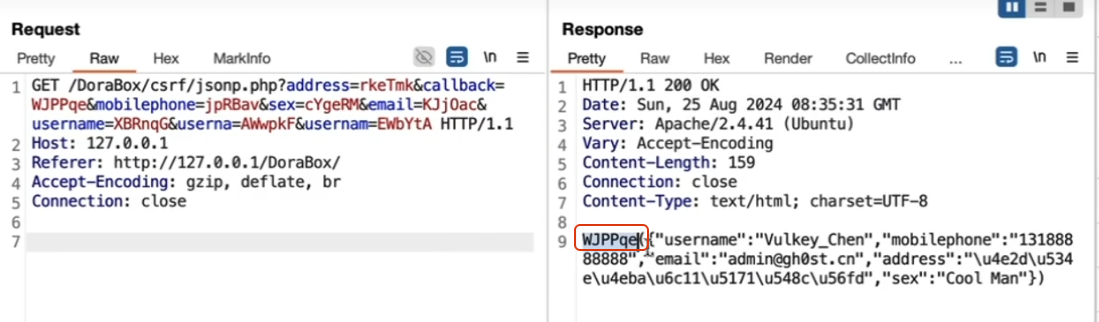 Request
Pretty Raw Hex MarkInfo \n
1 GET /DoraBox/csrf/jsonp.php?address=rkeTmk&callback=
WJPPqe&mobilephone=jpRBav&sex=cYgeRM&email=KJjOac&
username=XBRnqG&userna=AWwpkF&usernam=EWbYtA HTTP/1.1
2 Host: 127.0.0.1
3 Referer: http://127.0.0.1/DoraBox/
4 Accept-Encoding: gzip, deflate, br
5 Connection: close
6
7
Response
Pretty Raw Hex Render CollectInfo ... \n
1 HTTP/1.1 200 OK
2 Date: Sun, 25 Aug 2024 08:35:31 GMT
3 Server: Apache/2.4.41 (Ubuntu)
4 Vary: Accept-Encoding
5 Content-Length: 159
6 Connection: close
7 Content-Type: text/html; charset=UTF-8
8
9 WJPPqe({"username":"Vulkey_Chen","mobilephone":"131888
88888","email":"admin@gh0st.cn","address":"\u4e2d\u534
e\u4eba\u6c11\u5171\u548c\u56fd","sex":"Cool Man"})